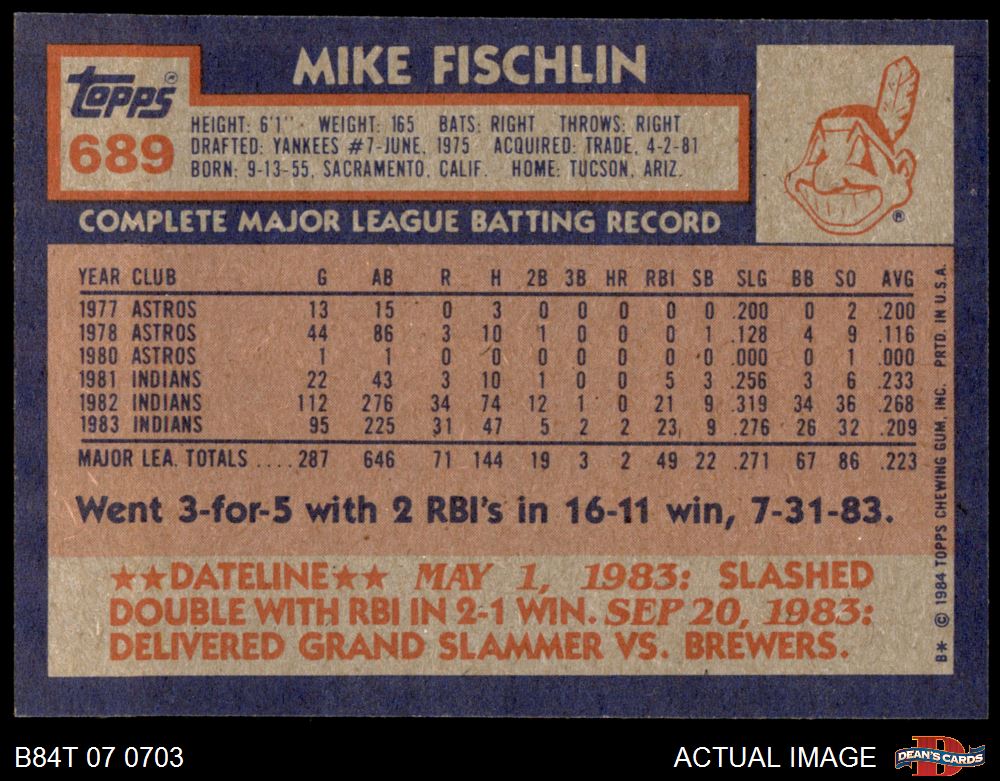 MIKE FISCHLIN
Topps ®
689
HEIGHT: 6'1" · WEIGHT: 165 BATS: RIGHT THROWS: RIGHT
DRAFTED: YANKEES #7-JUNE, 1975 ACQUIRED: TRADE, 4-2-81
BORN: 9-13-55, SACRAMENTO, CALIF. HOME: TUCSON, ARIZ.
®
COMPLETE MAJOR LEAGUE BATTING RECORD
YEAR CLUB G AB R H 2B 3B HR RBI SB SLG BB SO AVG
1977 ASTROS 13 15 0 3 0 0 0 0 0 .200 0 2 .200
1978 ASTROS 44 86 3 10 1 0 0 0 1 .128 4 9 .116
1980 ASTROS 1 1 0 0 0 0 0 0 0 .000 0 1 .000
1981 INDIANS 22 43 3 10 1 0 0 5 3 .256 3 6 .233
1982 INDIANS 112 276 34 74 12 1 0 21 9 .319 34 36 .268
1983 INDIANS 95 225 31 47 5 2 2 23 9 .276 26 32 .209
MAJOR LEA. TOTALS ....287 646 71 144 19 3 2 49 22 .271 67 86 .223
Went 3-for-5 with 2 RBI's in 16-11 win, 7-31-83.
★★DATELINE★★ MAY 1, 1983: SLASHED
DOUBLE WITH RBI IN 2-1 WIN. SEP 20, 1983:
DELIVERED GRAND SLAMMER VS. BREWERS.
B* © 1984 TOPPS CHEWING GUM, INC. PRTD. IN U.S.A.
B84T 07 0703
ACTUAL IMAGE
DEAN'S CARDS